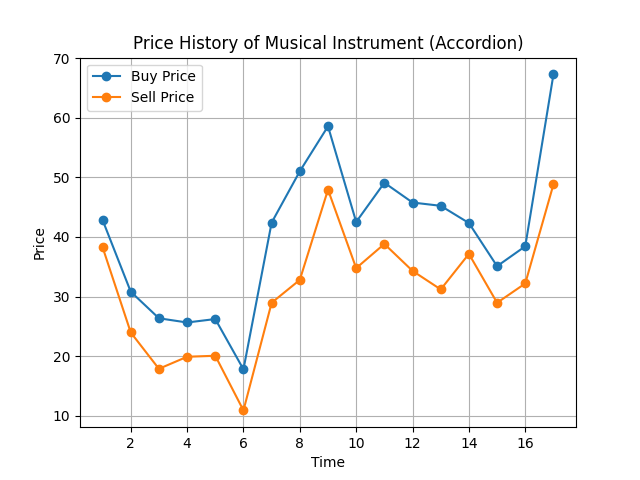 Price History of Musical Instrument (Accordion)
Buy Price
Sell Price
Price
70
60
50
40
30
20
10
2 4 6 8 10 12 14 16
Time